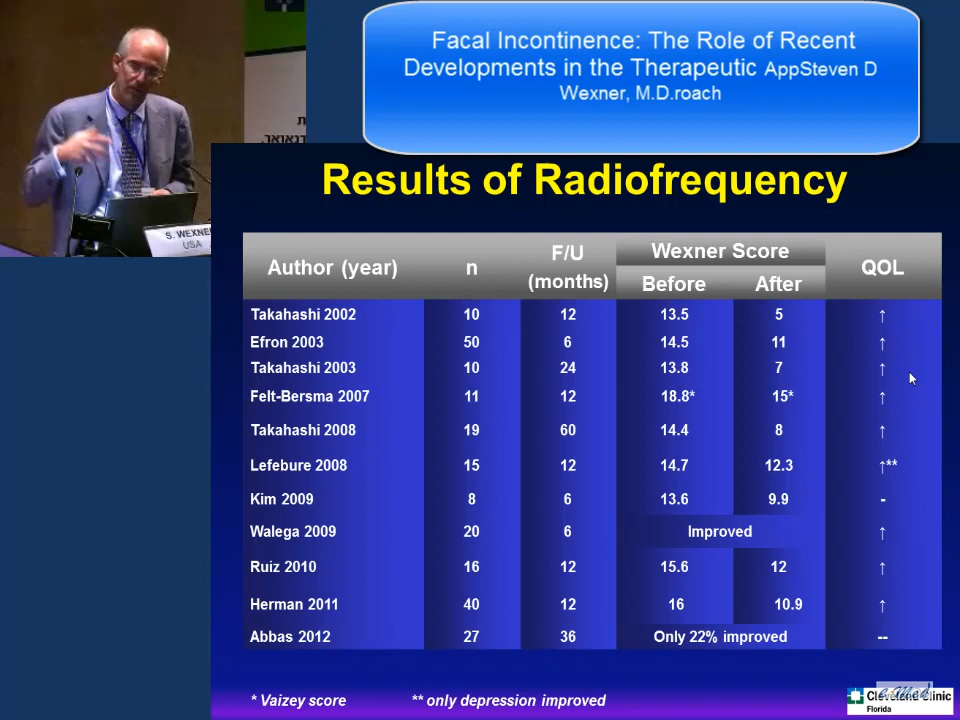 Facal Incontinence: The Role of Recent
Developments in the Therapeutic AppSteven D
Wexner, M.D.roach
S. WEXNE
USA
Results of Radiofrequency
Author (year) n F/U (months) Wexner Score Before After QOL
Takahashi 2002 10 12 13.5 5 ↑
Efron 2003 50 6 14.5 11 ↑
Takahashi 2003 10 24 13.8 7 ↑
Felt-Bersma 2007 11 12 18.8* 15* ↑
Takahashi 2008 19 60 14.4 8 ↑
Lefebure 2008 15 12 14.7 12.3 ↑**
Kim 2009 8 6 13.6 9.9 -
Walega 2009 20 6 Improved ↑
Ruiz 2010 16 12 15.6 12 ↑
Herman 2011 40 12 16 10.9 ↑
Abbas 2012 27 36 Only 22% improved --
* Vaizey score ** only depression improved
Cleveland Clinic
Florida